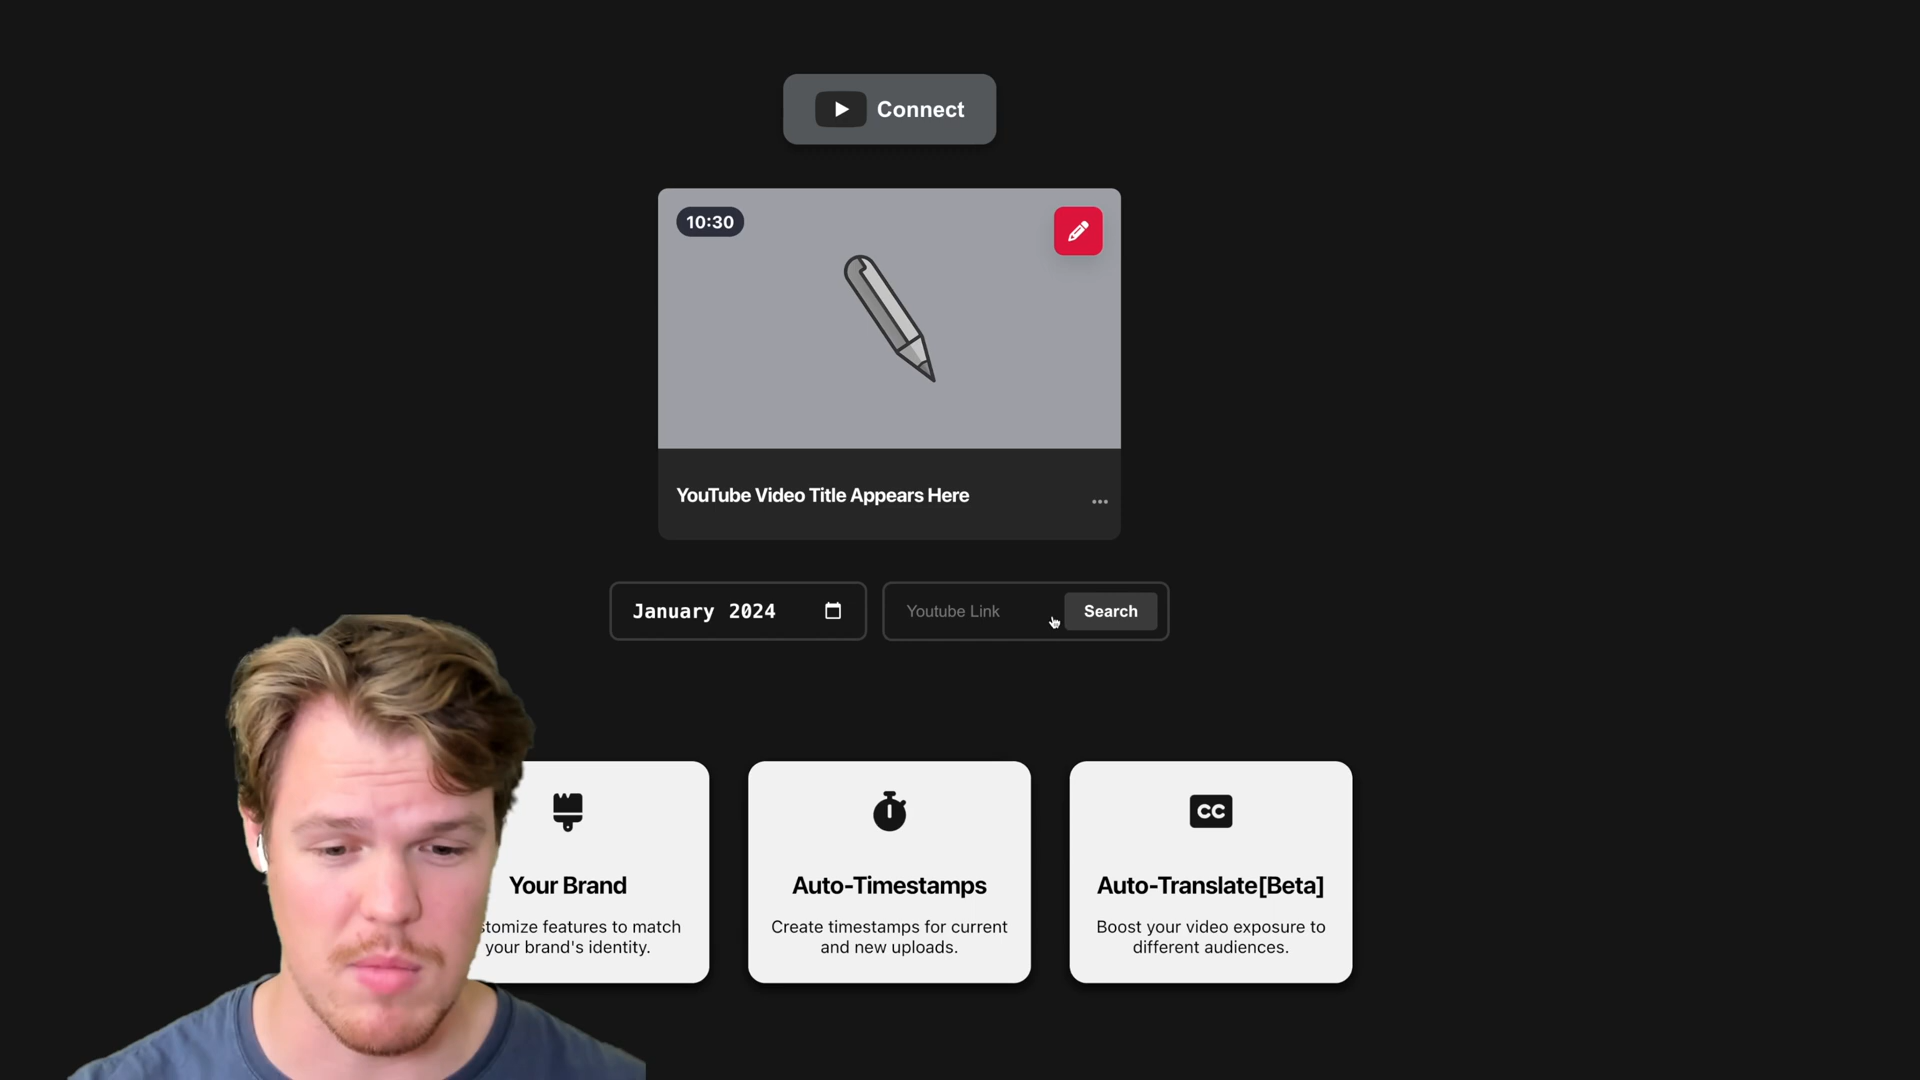 Connect
10:30
YouTube Video Title Appears Here
January 2024
Youtube Link
Search
Your Brand
Auto-Timestamps
Auto-Translate[Beta]
tomize features to match
your brand's identity.
Create timestamps for current
and new uploads.
Boost your video exposure to
different audiences.
CC